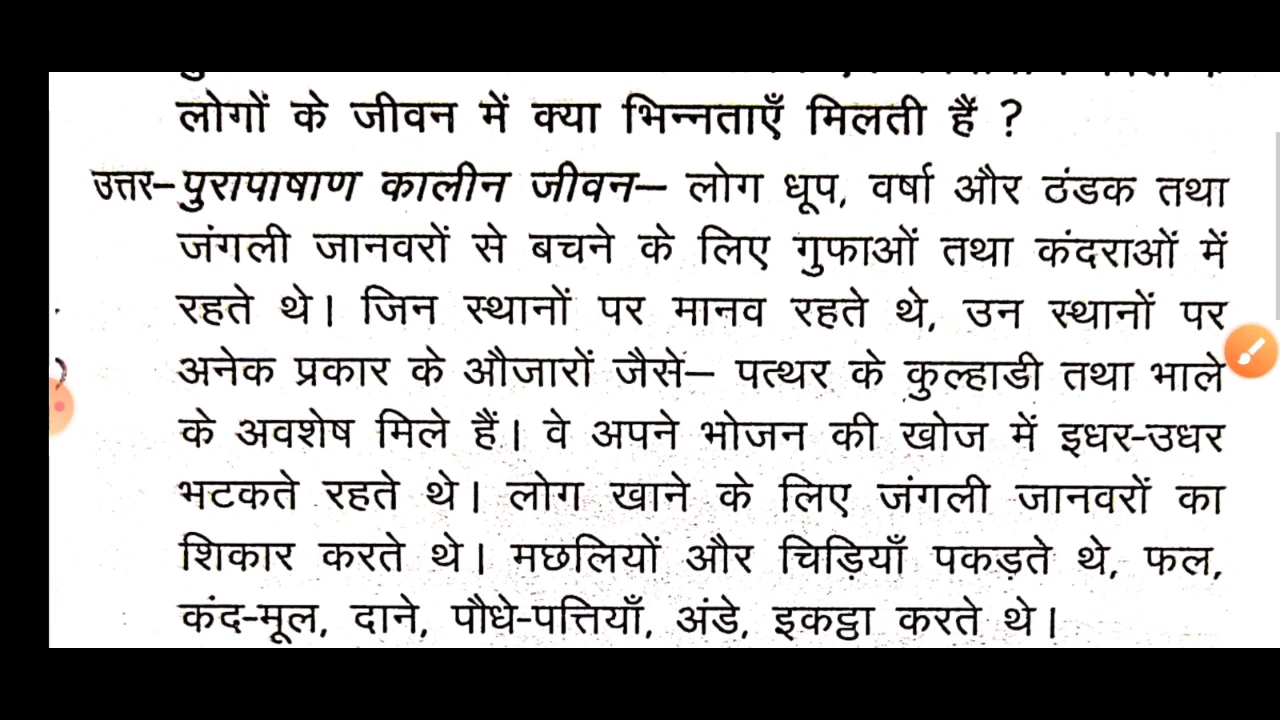 लोगों के जीवन में क्या भिन्नताएँ मिलती हैं ?
उत्तर–पुरापाषाण कालीन जीवन– लोग धूप, वर्षा और ठंडक तथा
जंगली जानवरों से बचने के लिए गुफाओं तथा कंदराओं में
रहते थे। जिन स्थानों पर मानव रहते थे, उन स्थानों पर
अनेक प्रकार के औजारों जैसे– पत्थर के कुल्हाडी तथा भाले
के अवशेष मिले हैं। वे अपने भोजन की खोज में इधर-उधर
भटकते रहते थे। लोग खाने के लिए जंगली जानवरों का
शिकार करते थे। मछलियों और चिड़ियाँ पकड़ते थे, फल,
कंद-मूल, दाने, पौधे-पत्तियाँ, अंडे, इकट्ठा करते थे।